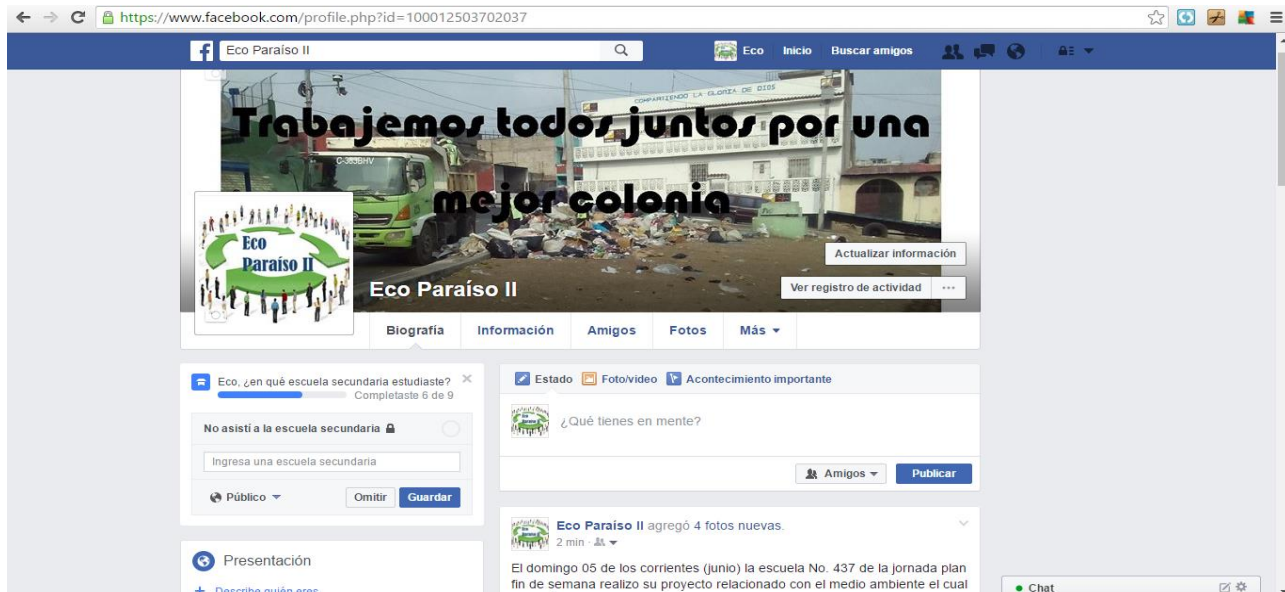 https://www.facebook.com/profile.php?id=100012503702037
Eco Paraíso II
Eco Inicio Buscar amigos
COMPARTIENDO LA GLORIA DE DIOS
Trabajemos todos juntos por una
C-383BHV
mejor colonia
Eco
Paraíso II
Actualizar información
Eco Paraíso II
Ver registro de actividad ...
Biografía Información Amigos Fotos Más
Eco, ¿en qué escuela secundaria estudiaste?
Completaste 6 de 9
No asistí a la escuela secundaria
Ingresa una escuela secundaria
Público Omitir Guardar
Estado Foto/video Acontecimiento importante
¿Qué tienes en mente?
Amigos Publicar
Presentación
+ Describe quién eres
Eco Paraíso II agregó 4 fotos nuevas.
2 min ·
El domingo 05 de los corrientes (junio) la escuela No. 437 de la jornada plan
fin de semana realizo su proyecto relacionado con el medio ambiente el cual
Chat